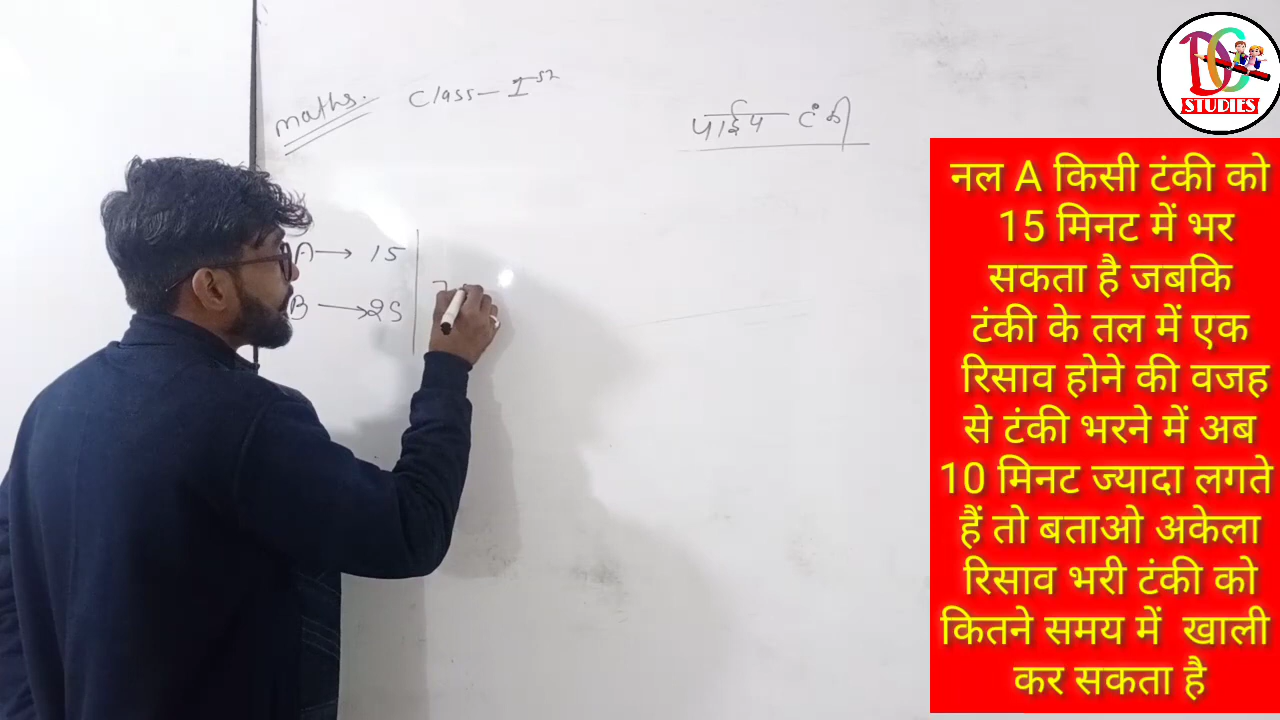 maths. Class - Ist
पाईप टंकी
A → 15
B → 25
DCG
STUDIES
नल A किसी टंकी को
15 मिनट में भर
सकता है जबकि
टंकी के तल में एक
रिसाव होने की वजह
से टंकी भरने में अब
10 मिनट ज्यादा लगते
हैं तो बताओ अकेला
रिसाव भरी टंकी को
कितने समय में खाली
कर सकता है